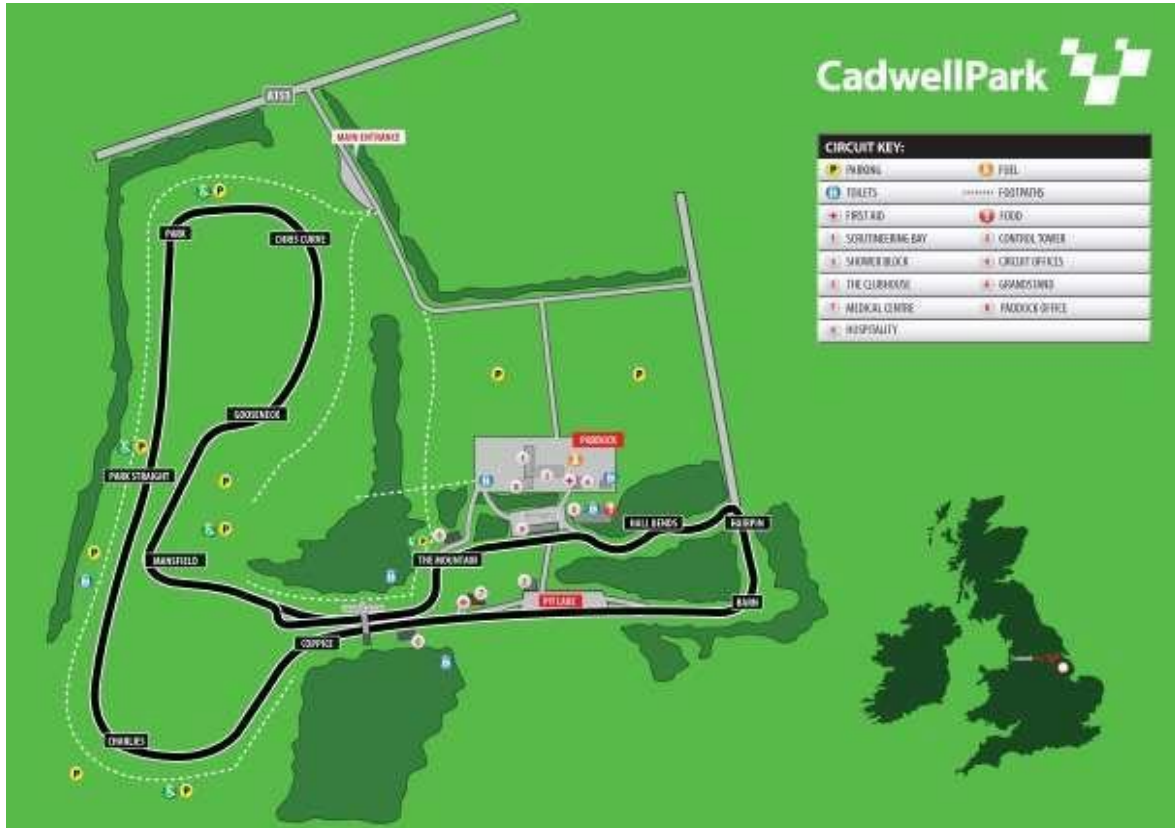 CadwellPark
A153
MAIN ENTRANCE
CIRCUIT KEY:
PARKING
FUEL
TOILETS
FOOTPATHS
FIRST AID
FOOD
SCRUTINEERING BAY
CONTROL TOWER
SHOWER BLOCK
CIRCUIT OFFICES
THE CLUBHOUSE
GRANDSTAND
MEDICAL CENTRE
PADDOCK OFFICE
HOSPITALITY
PARK
CHRIS CURVE
GOOSENECK
PADDOCK
PARK STRAIGHT
HALL BENDS
HAIRPIN
MANSFIELD
THE MOUNTAIN
PIT LANE
BARN
COPPICE
CHARLIES